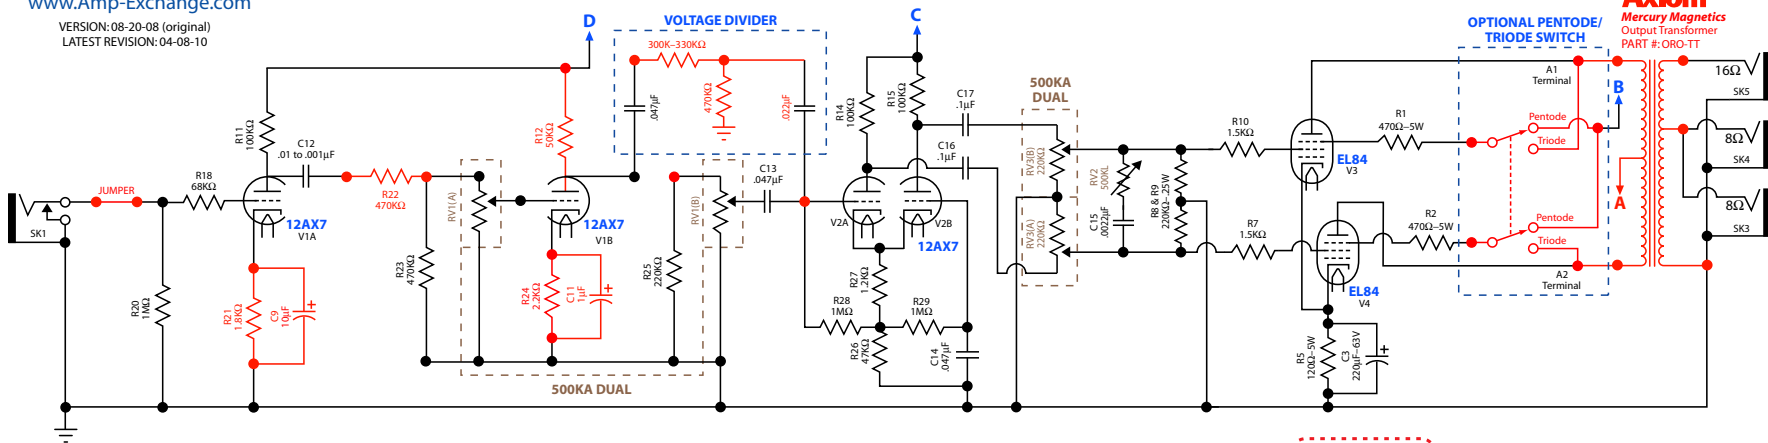 www.Amp-Exchange.com
VERSION: 08-20-08 (original)
LATEST REVISION: 04-08-10
D
VOLTAGE DIVIDER
C
OPTIONAL PENTODE/
TRIODE SWITCH
Axiom
Mercury Magnetics
Output Transformer
PART #: ORO-TT
300K–330KΩ
470KΩ
.047µF
.022µF
R11
100KΩ
C12
.01 to .001µF
R12
50KΩ
R14
100KΩ
R15
100KΩ
C17
.1µF
C16
.1µF
500KA
DUAL
A1
Terminal
B
16Ω
SK5
R10
1.5KΩ
R1
470Ω–5W
Pentode
Triode
8Ω
SK4
EL84
V3
JUMPER
R18
68KΩ
R22
470KΩ
RV1(A)
RV1(B)
C13
.047µF
RV3(B)
220KΩ
RV2
500KL
R8 & R9
220KΩ–.25W
A
8Ω
SK3
SK1
12AX7
V1A
12AX7
V1B
V2A
V2B
12AX7
RV3(A)
220KΩ
C15
.0022µF
R7
1.5KΩ
R2
470Ω–5W
Pentode
Triode
EL84
V4
A2
Terminal
R20
1MΩ
R21
1.8KΩ
C9
10µF
+
R23
470KΩ
R24
2.2KΩ
C11
1µF
+
R25
220KΩ
R27
1.2KΩ
R28
1MΩ
R29
1MΩ
R26
47KΩ
C14
.047µF
R5
120Ω–5W
C3
220µF–63V
+
500KA DUAL